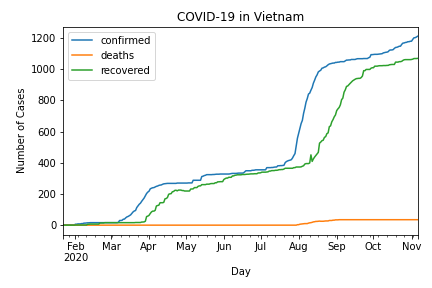 COVID-19 in Vietnam
confirmed
deaths
recovered
Number of Cases
1200
1000
800
600
400
200
0
Feb Mar Apr May Jun Jul Aug Sep Oct Nov
2020
Day